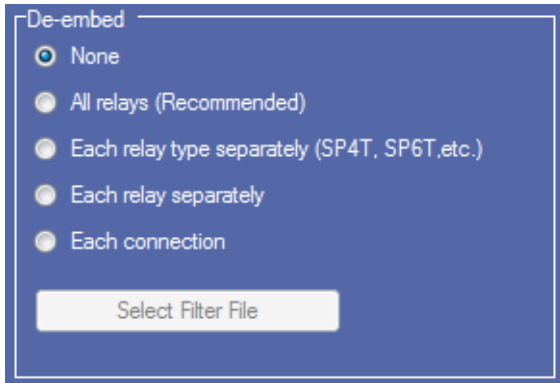 De-embed
None
All relays (Recommended)
Each relay type separately (SP4T, SP6T,etc.)
Each relay separately
Each connection
Select Filter File